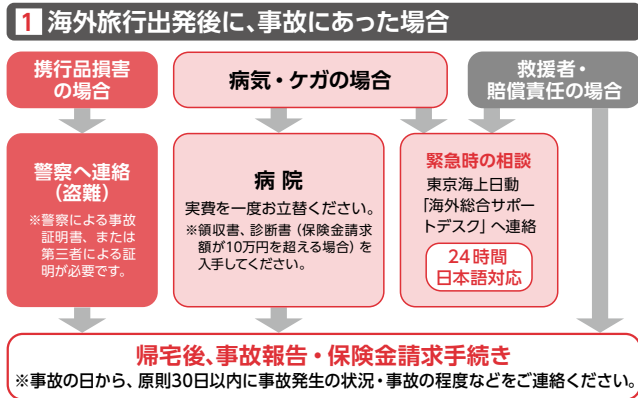 1 海外旅行出発後に、事故にあった場合
携行品損害
の場合
病気・ケガの場合
救援者・
賠償責任の場合
警察へ連絡
（盗難）
※警察による事故
証明書、または
第三者による証
明が必要です。
病院
実費を一度お立替ください。
※領収書、診断書（保険金請求
額が10万円を超える場合）を
入手してください。
緊急時の相談
東京海上日動
「海外総合サポー
トデスク」へ連絡
24時間
日本語対応
帰宅後、事故報告・保険金請求手続き
※事故の日から、原則30日以内に事故発生の状況・事故の程度などをご連絡ください。